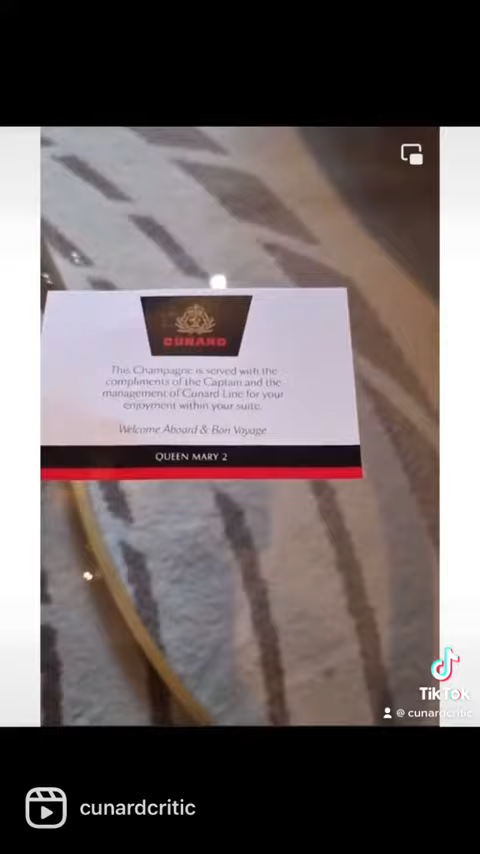 CUNARD
This Champagne is served with the
compliments of the Captain and the
management of Cunard Line for your
enjoyment within your suite.
Welcome Aboard & Bon Voyage
QUEEN MARY 2
TikTok
@ cunardcritic
cunardcritic